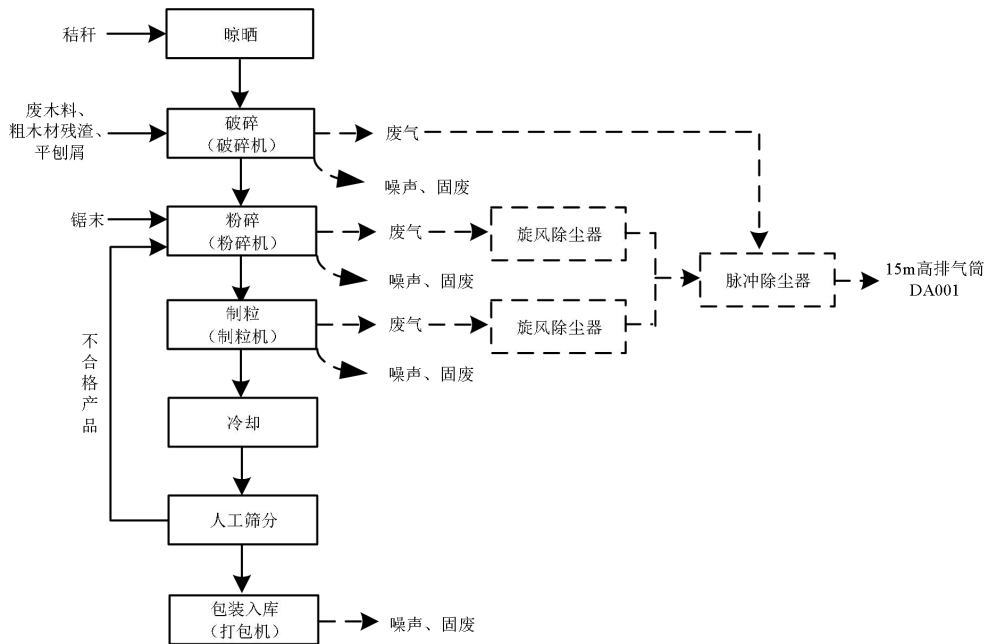 秸秆
晾晒
废木料、
粗木材残渣、
平刨屑
破碎
（破碎机）
废气
噪声、固废
锯末
粉碎
（粉碎机）
废气
旋风除尘器
脉冲除尘器
15m高排气筒
DA001
噪声、固废
制粒
（制粒机）
废气
旋风除尘器
噪声、固废
不合格产品
冷却
人工筛分
包装入库
（打包机）
噪声、固废